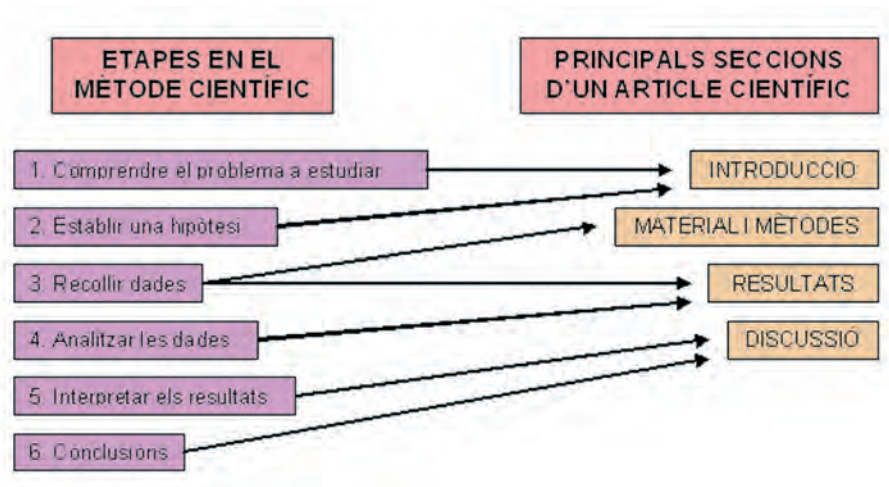 ETAPES EN EL
MÈTODE CIENTÍFIC
PRINCIPALS SECCIONS
D'UN ARTICLE CIENTÍFIC
1. Comprendre el problema a estudiar
2. Establir una hipòtesi
3. Recollir dades
4. Analitzar les dades
5. Interpretar els resultats
6. Conclusions
INTRODUCCIO
MATERIAL I MÈTODES
RESULTATS
DISCUSSIÓ